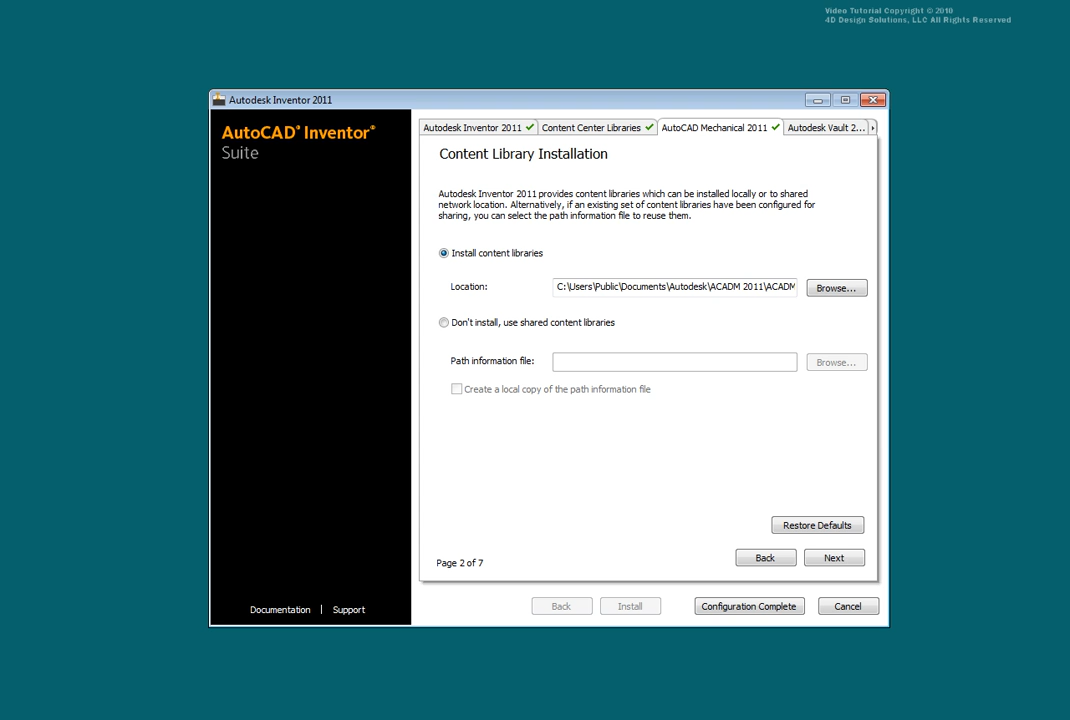 Video Tutorial Copyright © 2010
4D Design Solutions, LLC All Rights Reserved
Autodesk Inventor 2011
AutoCAD® Inventor®
Suite
Autodesk Inventor 2011
Content Center Libraries
AutoCAD Mechanical 2011
Autodesk Vault 2...
Content Library Installation
Autodesk Inventor 2011 provides content libraries which can be installed locally or to shared
network location. Alternatively, if an existing set of content libraries have been configured for
sharing, you can select the path information file to reuse them.
Install content libraries
Location:
C:\Users\Public\Documents\Autodesk\ACADM 2011\ACADM
Browse...
Don't install, use shared content libraries
Path information file:
Browse...
Create a local copy of the path information file
Restore Defaults
Page 2 of 7
Back
Next
Documentation | Support
Back
Install
Configuration Complete
Cancel